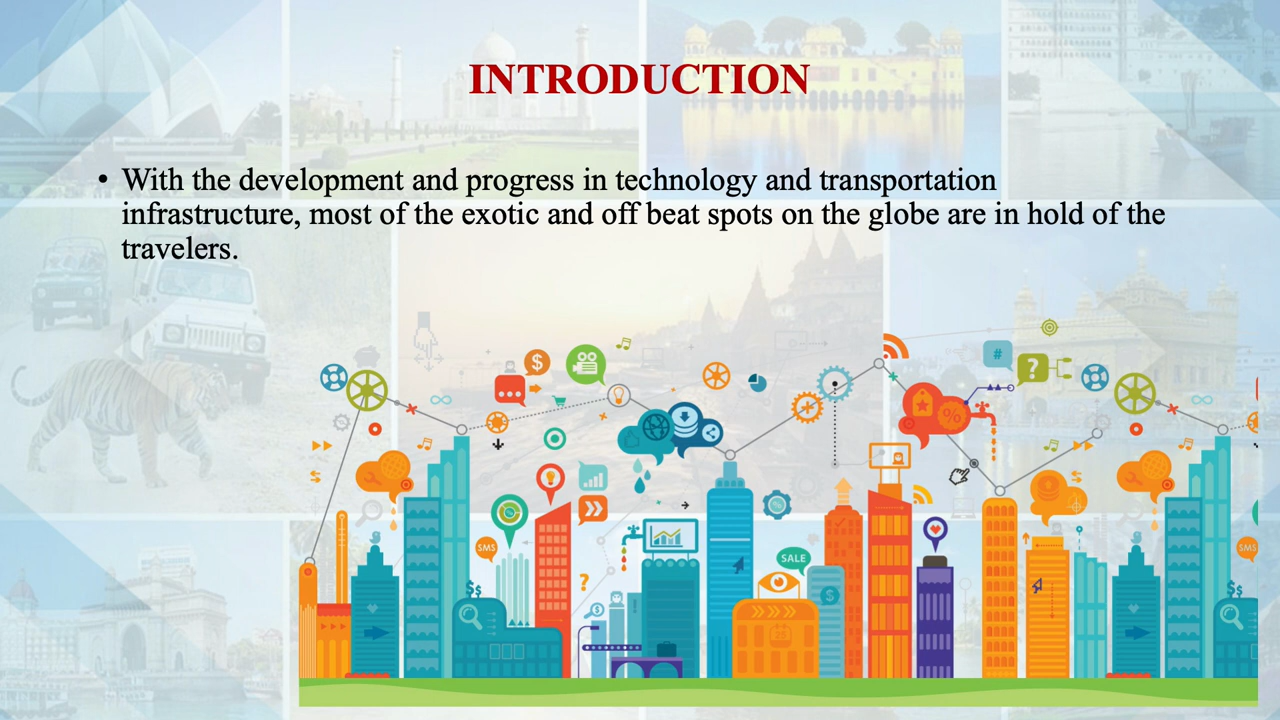 INTRODUCTION
• With the development and progress in technology and transportation
infrastructure, most of the exotic and off beat spots on the globe are in hold of the
travelers.
$
#
?
%
SMS
SALE
$
?
$$
25
SMS
$$